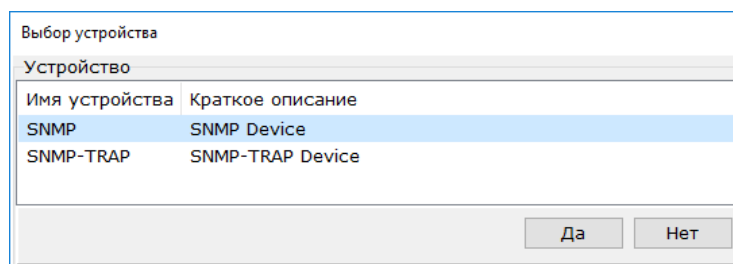 Выбор устройства
Устройство
Имя устройства Краткое описание
SNMP SNMP Device
SNMP-TRAP SNMP-TRAP Device
Да Нет